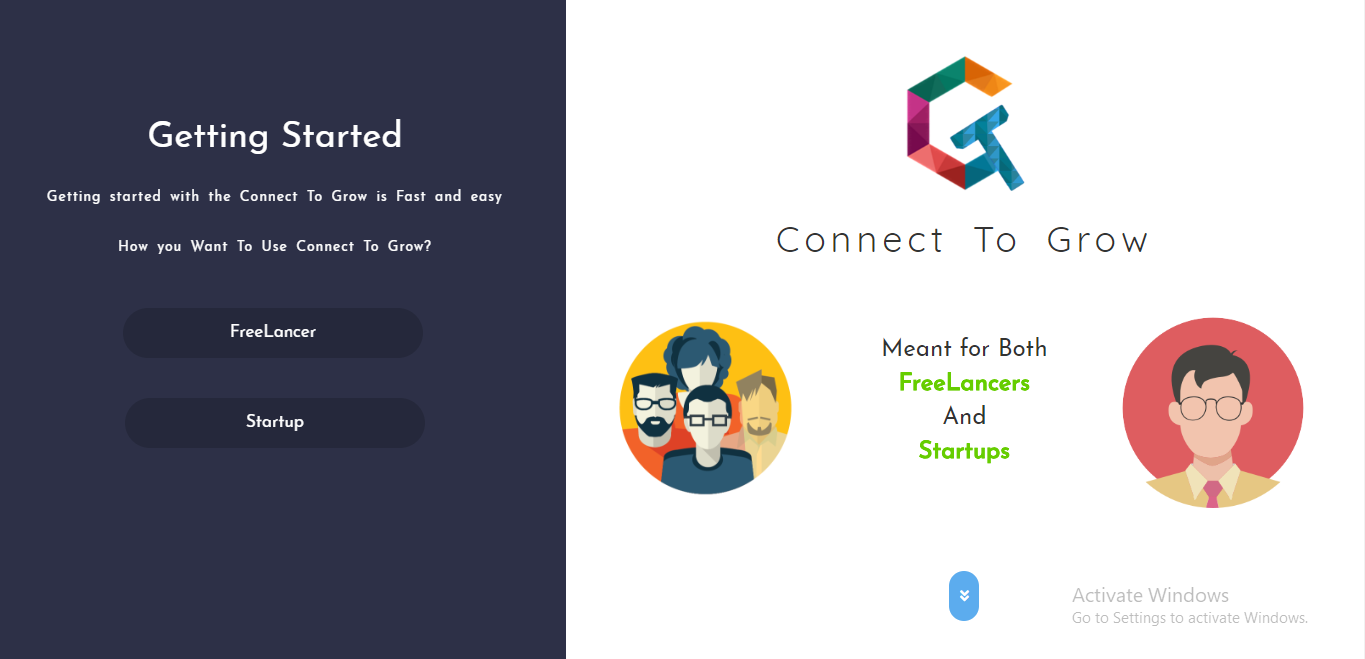 Getting Started
Getting started with the Connect To Grow is Fast and easy
How you Want To Use Connect To Grow?
FreeLancer
Startup
Connect To Grow
Meant for Both
FreeLancers
And
Startups
Activate Windows
Go to Settings to activate Windows.